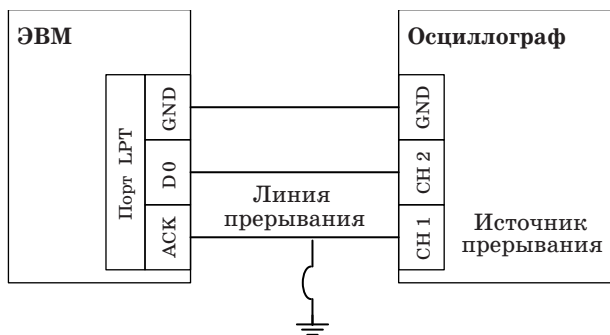 ЭВМ
Осциллограф
Порт LPT
GND
D0
ACK
Линия
прерывания
GND
CH 2
CH 1
Источник
прерывания